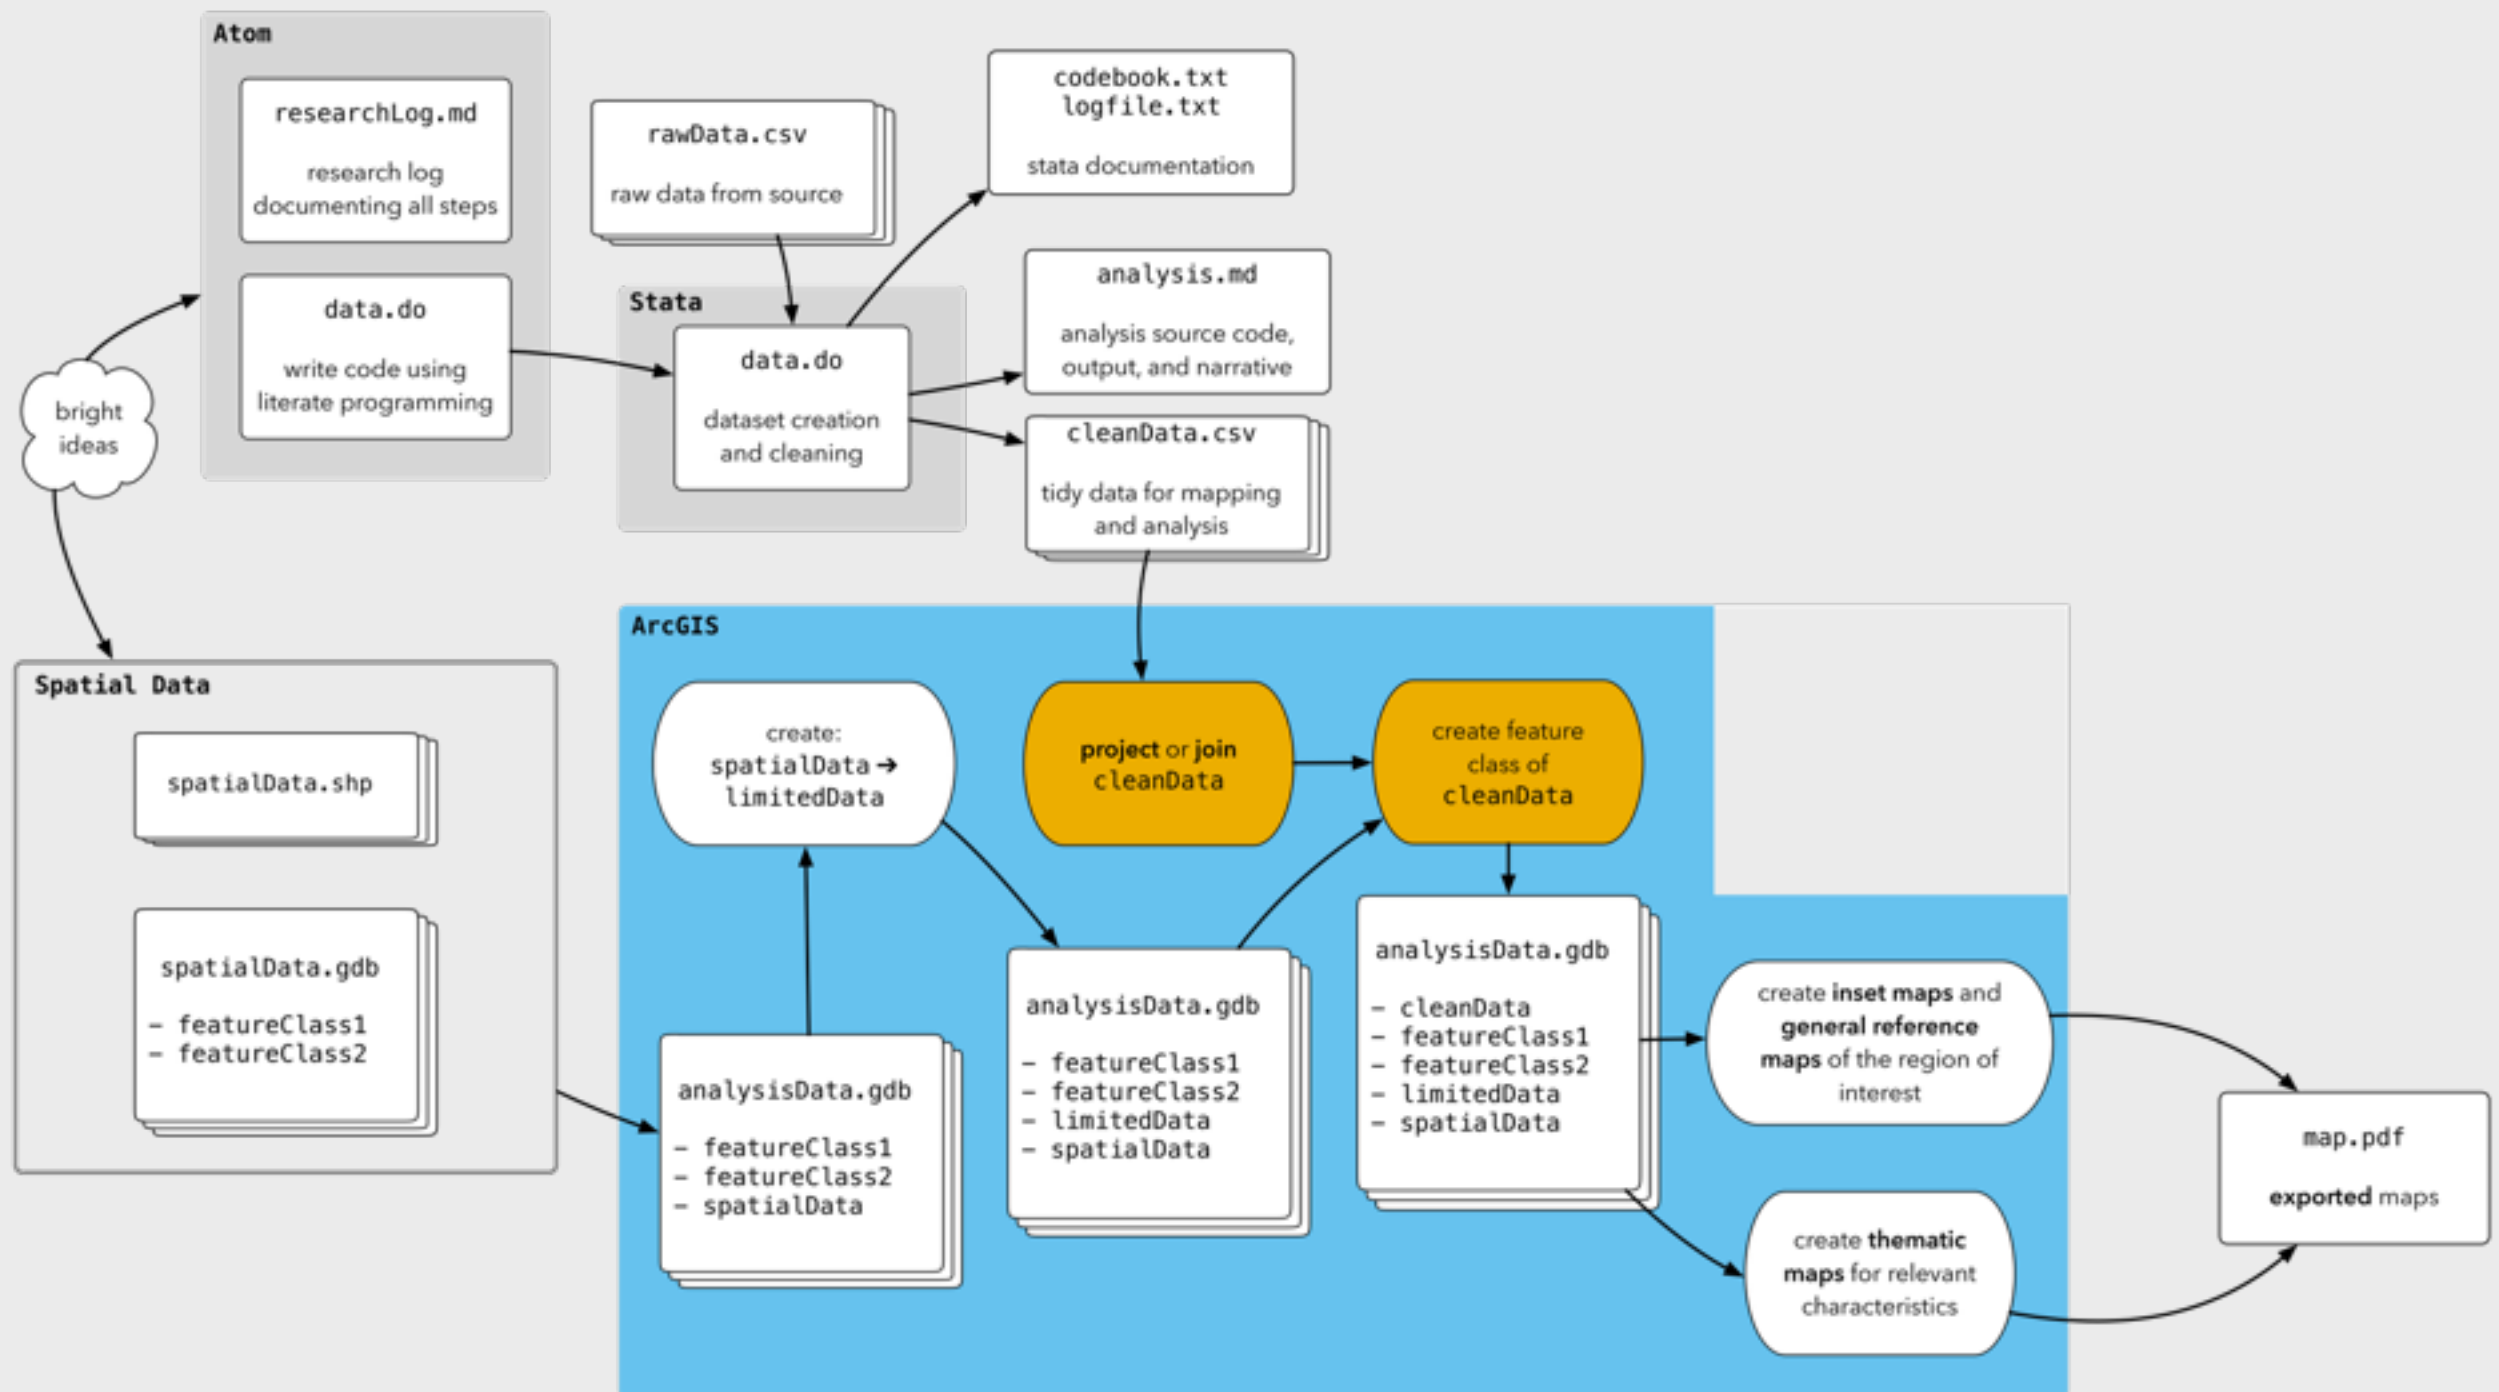 Atom
researchLog.md
research log
documenting all steps
data.do
write code using
literate programming
bright
ideas
rawData.csv
raw data from source
Stata
data.do
dataset creation
and cleaning
codebook.txt
logfile.txt
stata documentation
analysis.md
analysis source code,
output, and narrative
cleanData.csv
tidy data for mapping
and analysis
Spatial Data
spatialData.shp
spatialData.gdb
– featureClass1
– featureClass2
ArcGIS
create:
spatialData ➔
limitedData
project or join
cleanData
create feature
class of
cleanData
analysisData.gdb
– featureClass1
– featureClass2
– spatialData
analysisData.gdb
– featureClass1
– featureClass2
– limitedData
– spatialData
analysisData.gdb
– cleanData
– featureClass1
– featureClass2
– limitedData
– spatialData
create inset maps and
general reference
maps of the region of
interest
create thematic
maps for relevant
characteristics
map.pdf
exported maps